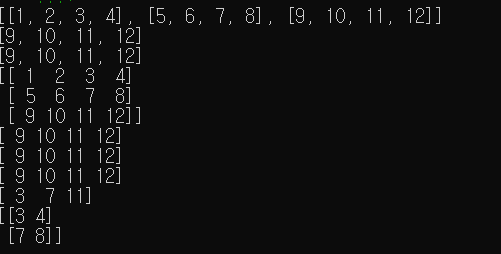 [[1, 2, 3, 4], [5, 6, 7, 8], [9, 10, 11, 12]]
[9, 10, 11, 12]
[9, 10, 11, 12]
[[ 1  2  3  4]
 [ 5  6  7  8]
 [ 9 10 11 12]]
[ 9 10 11 12]
[ 9 10 11 12]
[ 9 10 11 12]
[ 3  7 11]
[[3 4]
 [7 8]]